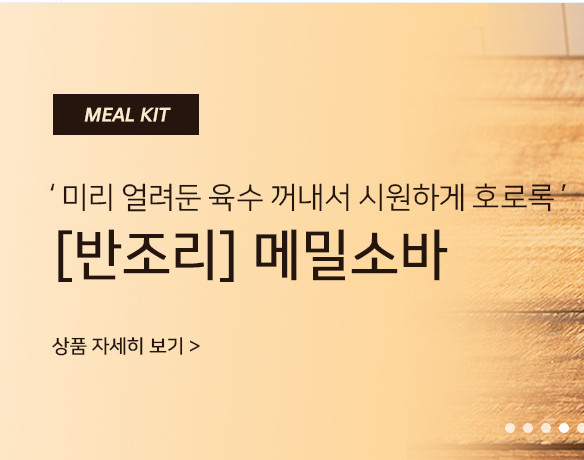 MEAL KIT
‘ 미리 얼려둔 육수 꺼내서 시원하게 호로록 ’
[반조리] 메밀소바
상품 자세히 보기 >